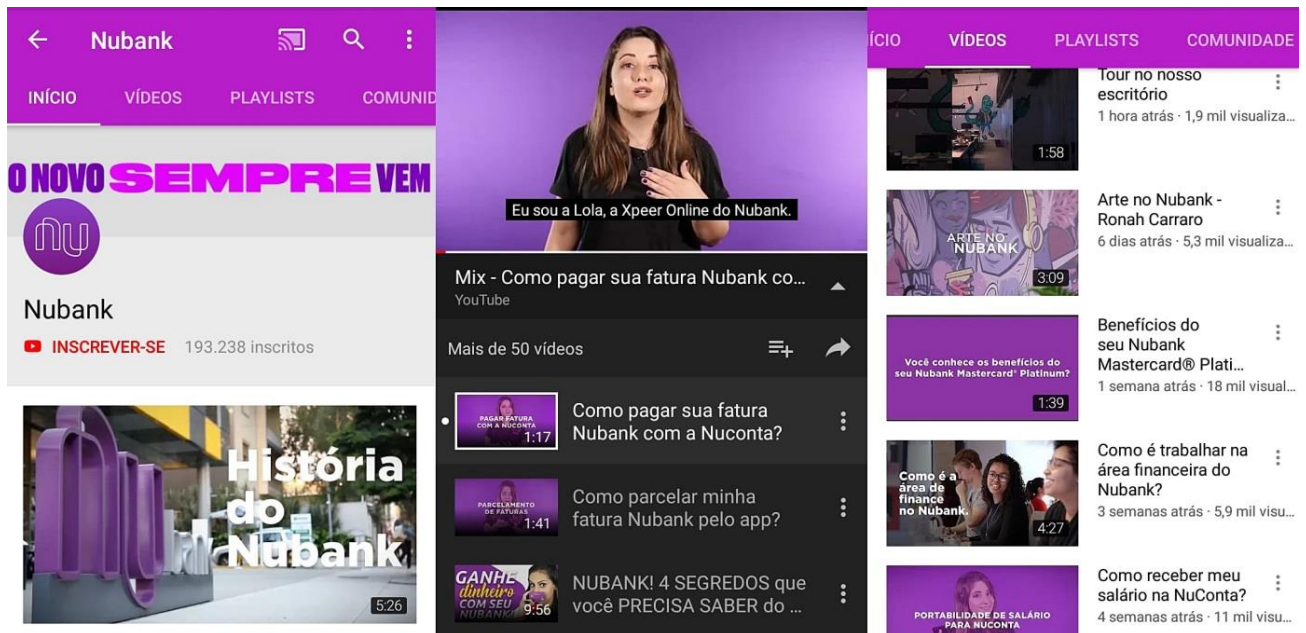 Nubank
INÍCIO VÍDEOS PLAYLISTS COMUNID
O NOVO SEMPRE VEM
nu
Nubank
INSCREVER-SE 193.238 inscritos
História
do
Nubank
5:26
Eu sou a Lola, a Xpeer Online do Nubank.
Mix - Como pagar sua fatura Nubank co...
YouTube
Mais de 50 vídeos
PAGAR FATURA
COM A NUCONTA
1:17
Como pagar sua fatura
Nubank com a Nuconta?
PARCELAMENTO
DE FATURAS
1:41
Como parcelar minha
fatura Nubank pelo app?
GANHE
dinheiro
COM SEU
NUBANK
9:56
NUBANK! 4 SEGREDOS que
você PRECISA SABER do ...
ÍCIO VÍDEOS PLAYLISTS COMUNIDADE
1:58
Tour no nosso
escritório
1 hora atrás · 1,9 mil visualiza...
ARTE NO
NUBANK
3:09
Arte no Nubank -
Ronah Carraro
6 dias atrás · 5,3 mil visualiza...
Você conhece os benefícios do
seu Nubank Mastercard® Platinum?
1:39
Benefícios do
seu Nubank
Mastercard® Plati...
1 semana atrás · 18 mil visual...
Como é a
área de
finance
no Nubank.
4:27
Como é trabalhar na
área financeira do
Nubank?
3 semanas atrás · 5,9 mil visu...
PORTABILIDADE DE SALÁRIO
PARA NUCONTA
Como receber meu
salário na NuConta?
4 semanas atrás · 11 mil visu...